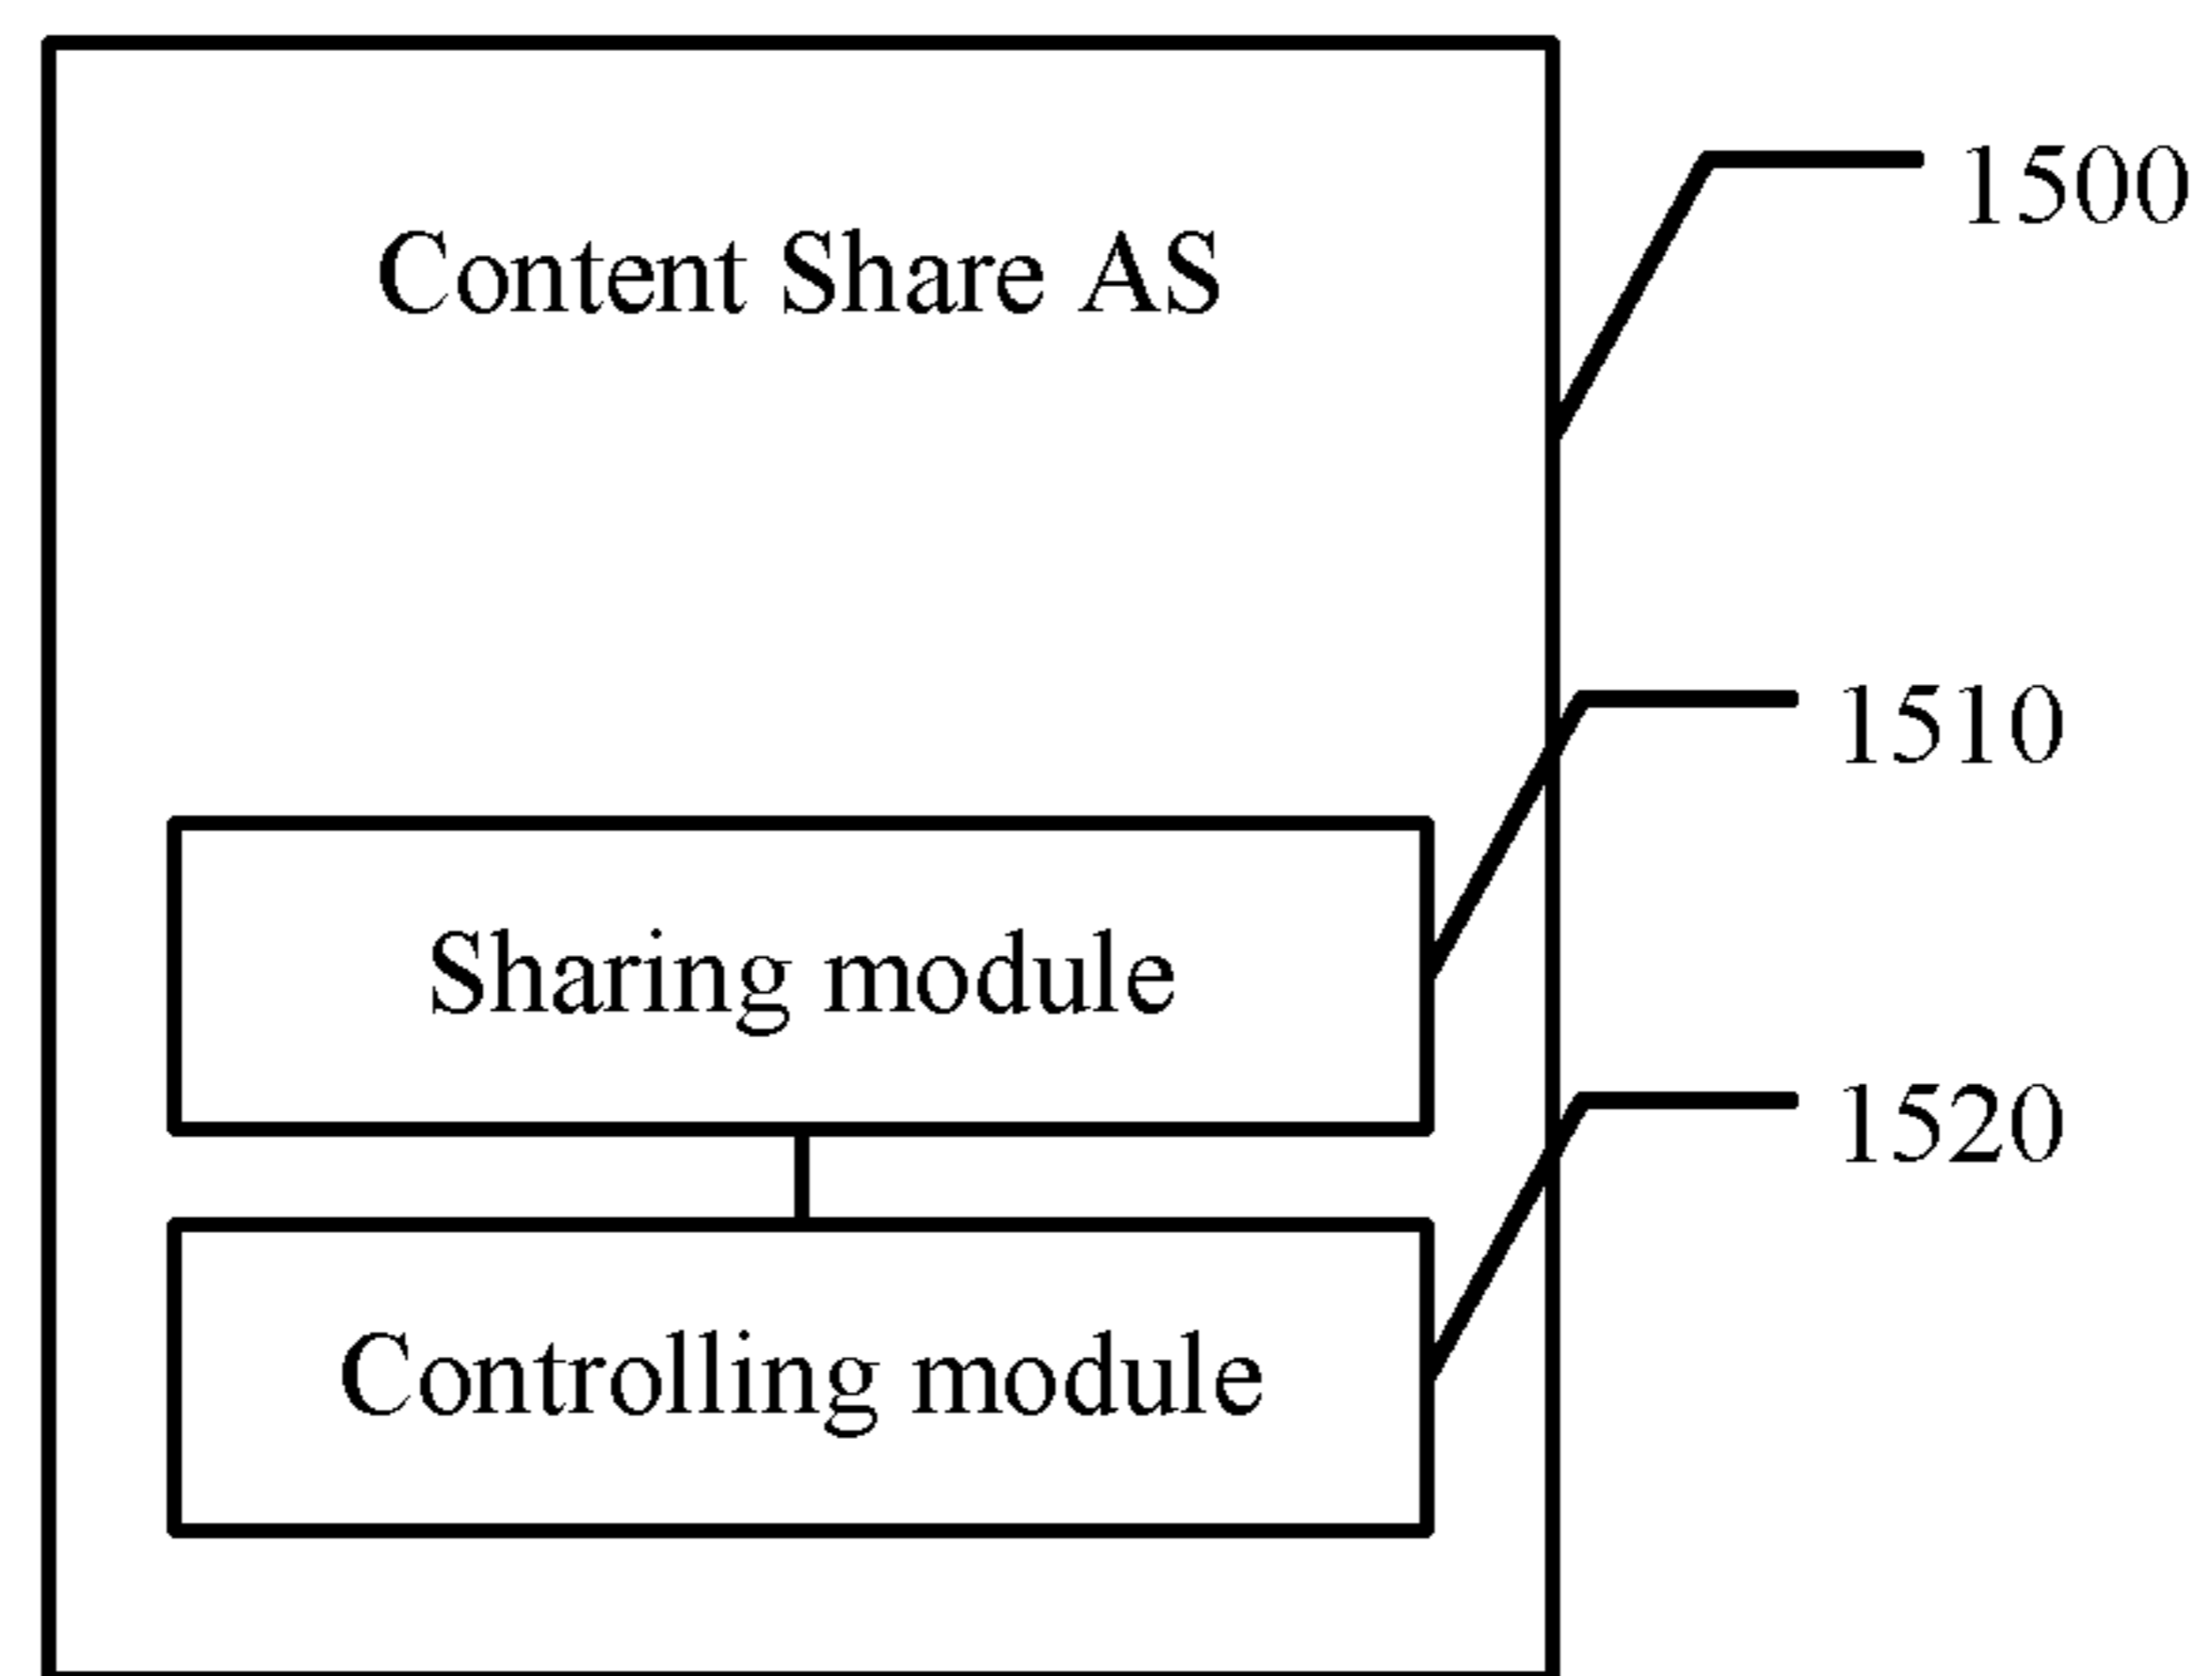 1500
Content Share AS
1510
Sharing module
1520
Controlling module